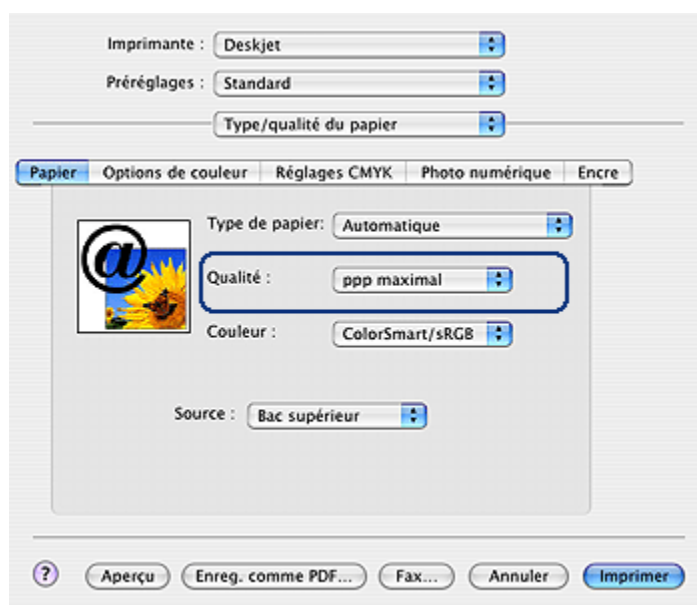 Imprimante : Deskjet
Préréglages : Standard
Type/qualité du papier
Papier Options de couleur Réglages CMYK Photo numérique Encre
Type de papier: Automatique
@
Qualité : ppp maximal
Couleur : ColorSmart/sRGB
Source : Bac supérieur
? Aperçu Enreg. comme PDF... Fax... Annuler Imprimer